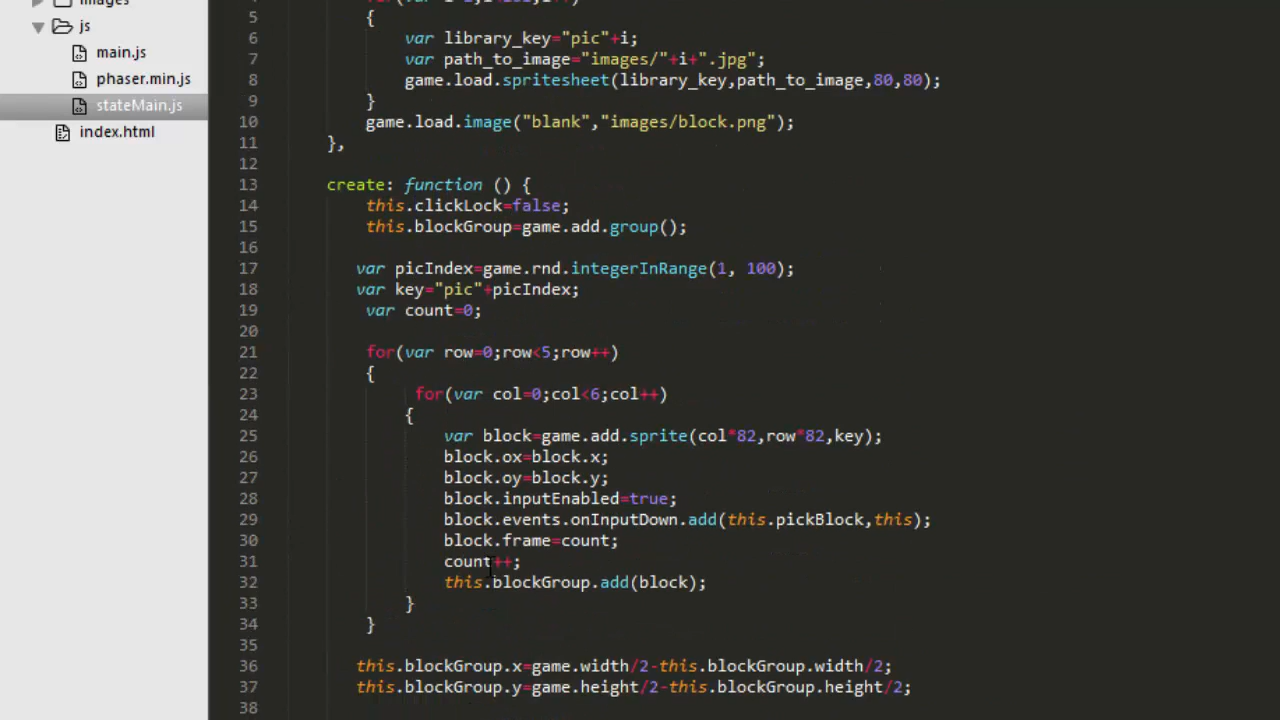 images
js
main.js
phaser.min.js
stateMain.js
index.html
5 {
6 var library_key="pic"+i;
7 var path_to_image="images/"+i+".jpg";
8 game.load.spritesheet(library_key,path_to_image,80,80);
9 }
10 game.load.image("blank","images/block.png");
11 },
12
13 create: function () {
14 this.clickLock=false;
15 this.blockGroup=game.add.group();
16
17 var picIndex=game.rnd.integerInRange(1, 100);
18 var key="pic"+picIndex;
19 var count=0;
20
21 for(var row=0;row<5;row++)
22 {
23 for(var col=0;col<6;col++)
24 {
25 var block=game.add.sprite(col*82,row*82,key);
26 block.ox=block.x;
27 block.oy=block.y;
28 block.inputEnabled=true;
29 block.events.onInputDown.add(this.pickBlock,this);
30 block.frame=count;
31 count++;
32 this.blockGroup.add(block);
33 }
34 }
35
36 this.blockGroup.x=game.width/2-this.blockGroup.width/2;
37 this.blockGroup.y=game.height/2-this.blockGroup.height/2;
38